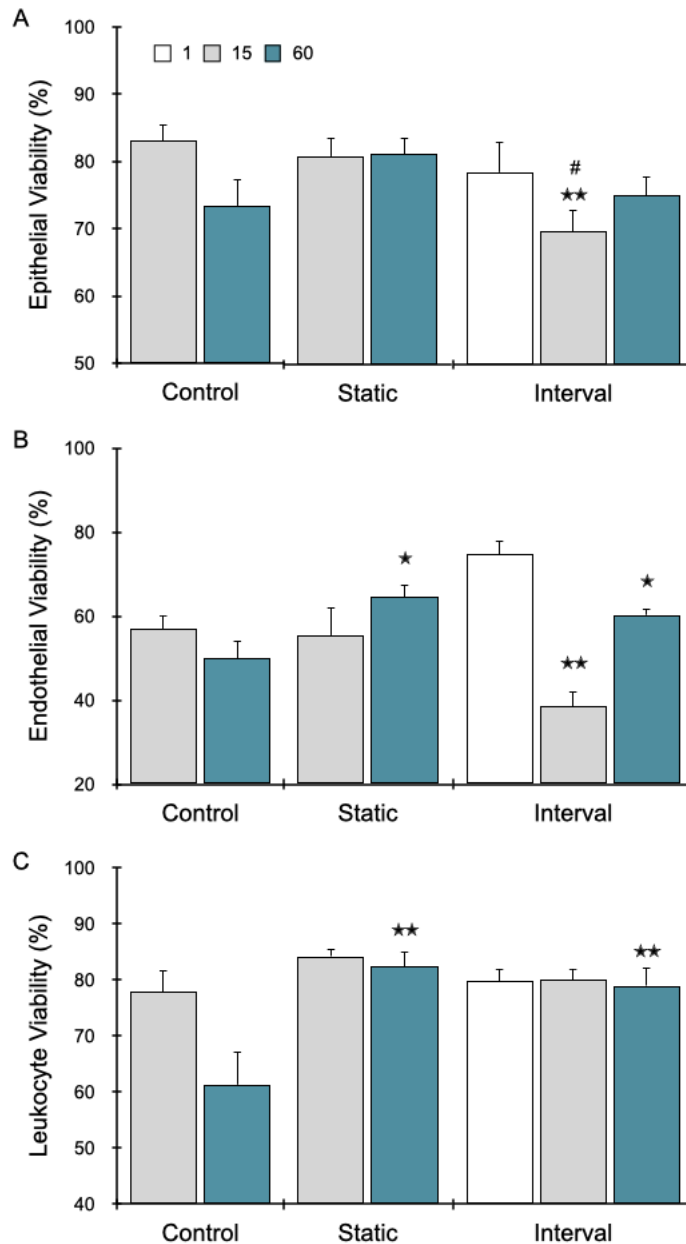 A
1 15 60
Epithelial Viability (%)
100
90
80
70
60
50
#
★★
Control Static Interval
B
Endothelial Viability (%)
100
80
60
40
20
★
★★
★
Control Static Interval
C
Leukocyte Viability (%)
100
90
80
70
60
50
40
★★
★★
Control Static Interval